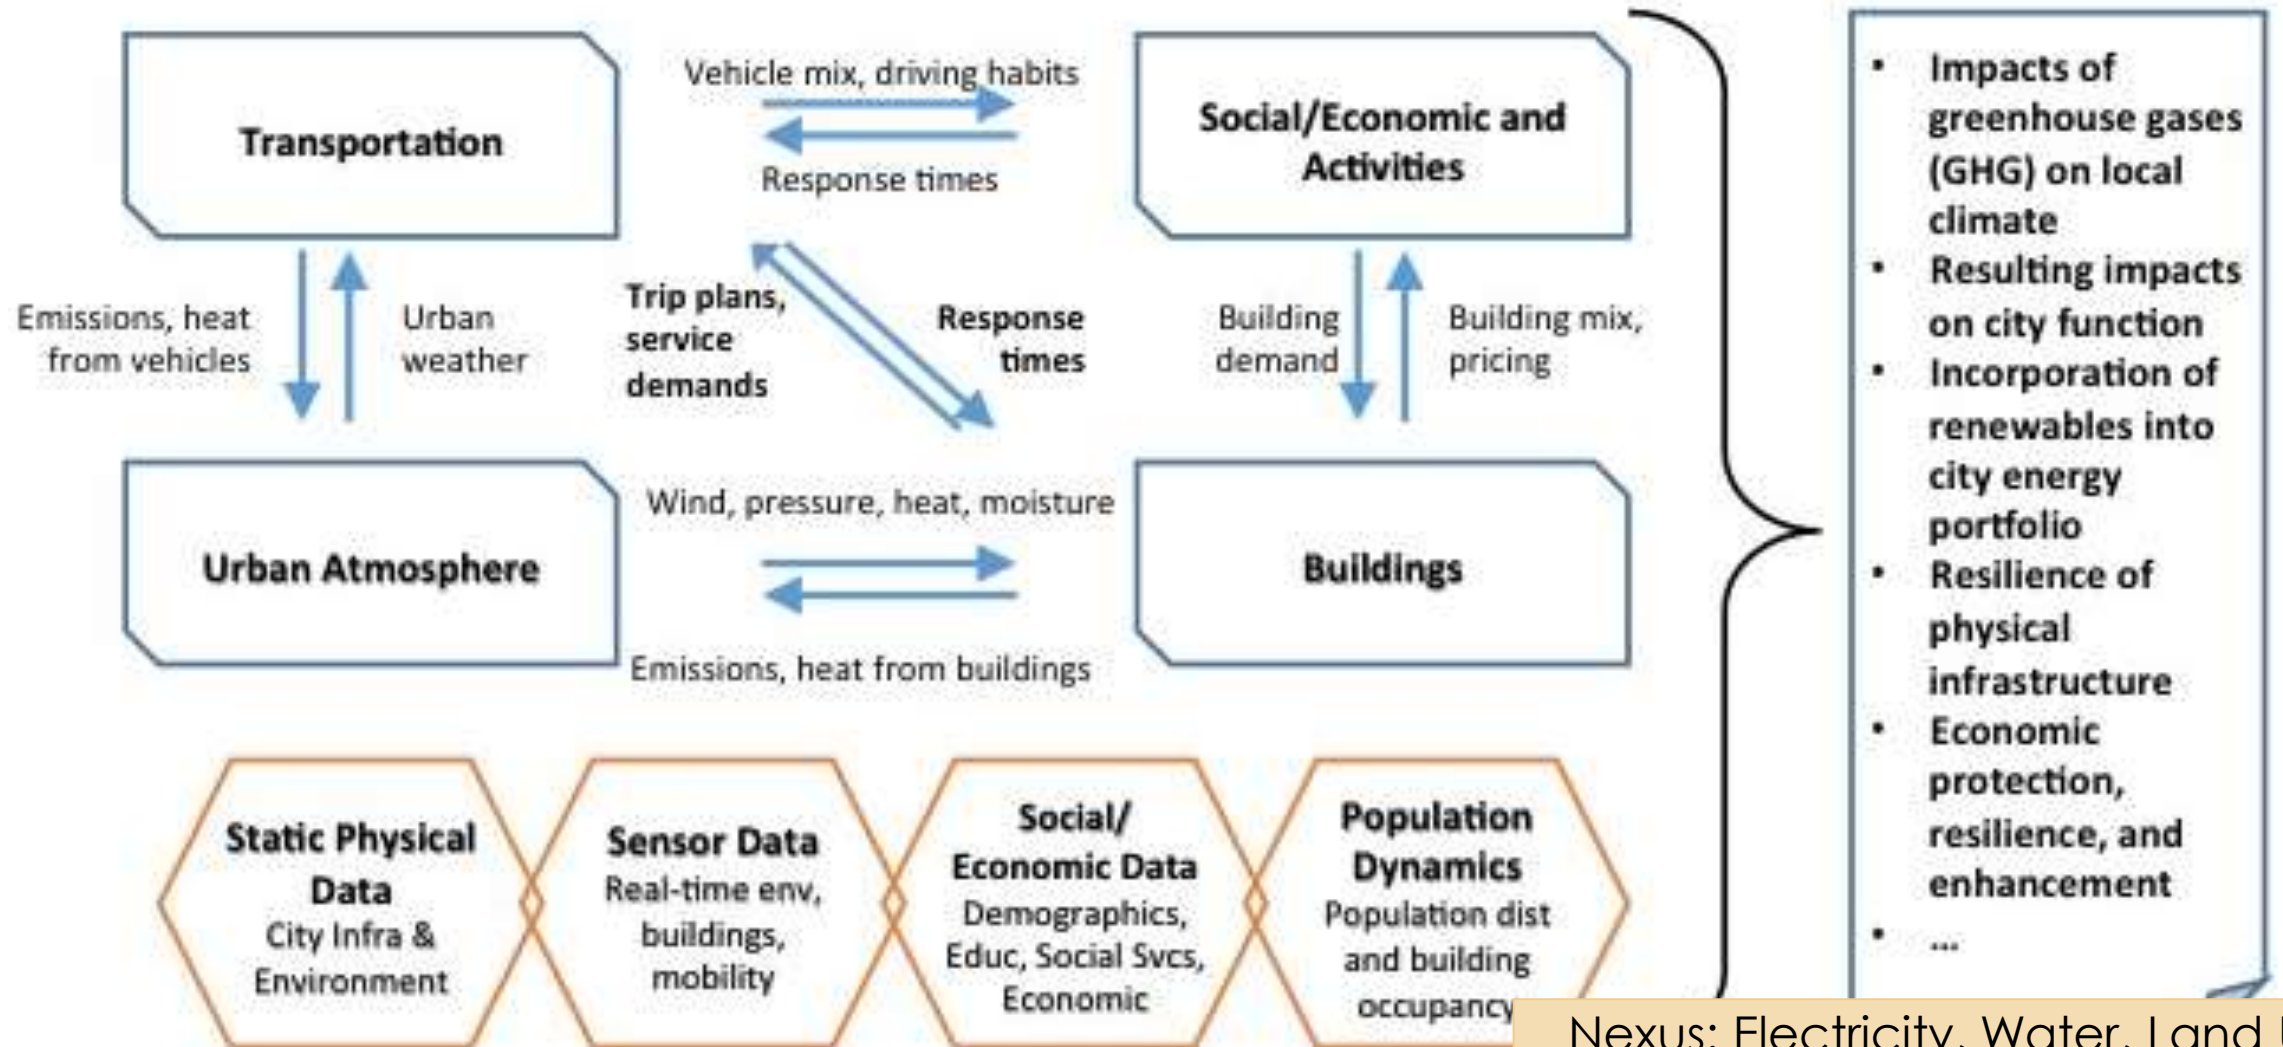 Transportation
Vehicle mix, driving habits
Response times
Social/Economic and
Activities
Emissions, heat
from vehicles
Urban
weather
Trip plans,
service
demands
Response
times
Building
demand
Building mix,
pricing
Urban Atmosphere
Wind, pressure, heat, moisture
Emissions, heat from buildings
Buildings
Static Physical
Data
City Infra &
Environment
Sensor Data
Real-time env,
buildings,
mobility
Social/
Economic Data
Demographics,
Educ, Social Svcs,
Economic
Population
Dynamics
Population dist
and building
occupancy
• Impacts of
greenhouse gases
(GHG) on local
climate
• Resulting impacts
on city function
• Incorporation of
renewables into
city energy
portfolio
• Resilience of
physical
infrastructure
• Economic
protection,
resilience, and
enhancement
• ...
Nexus: Electricity, Water, Land